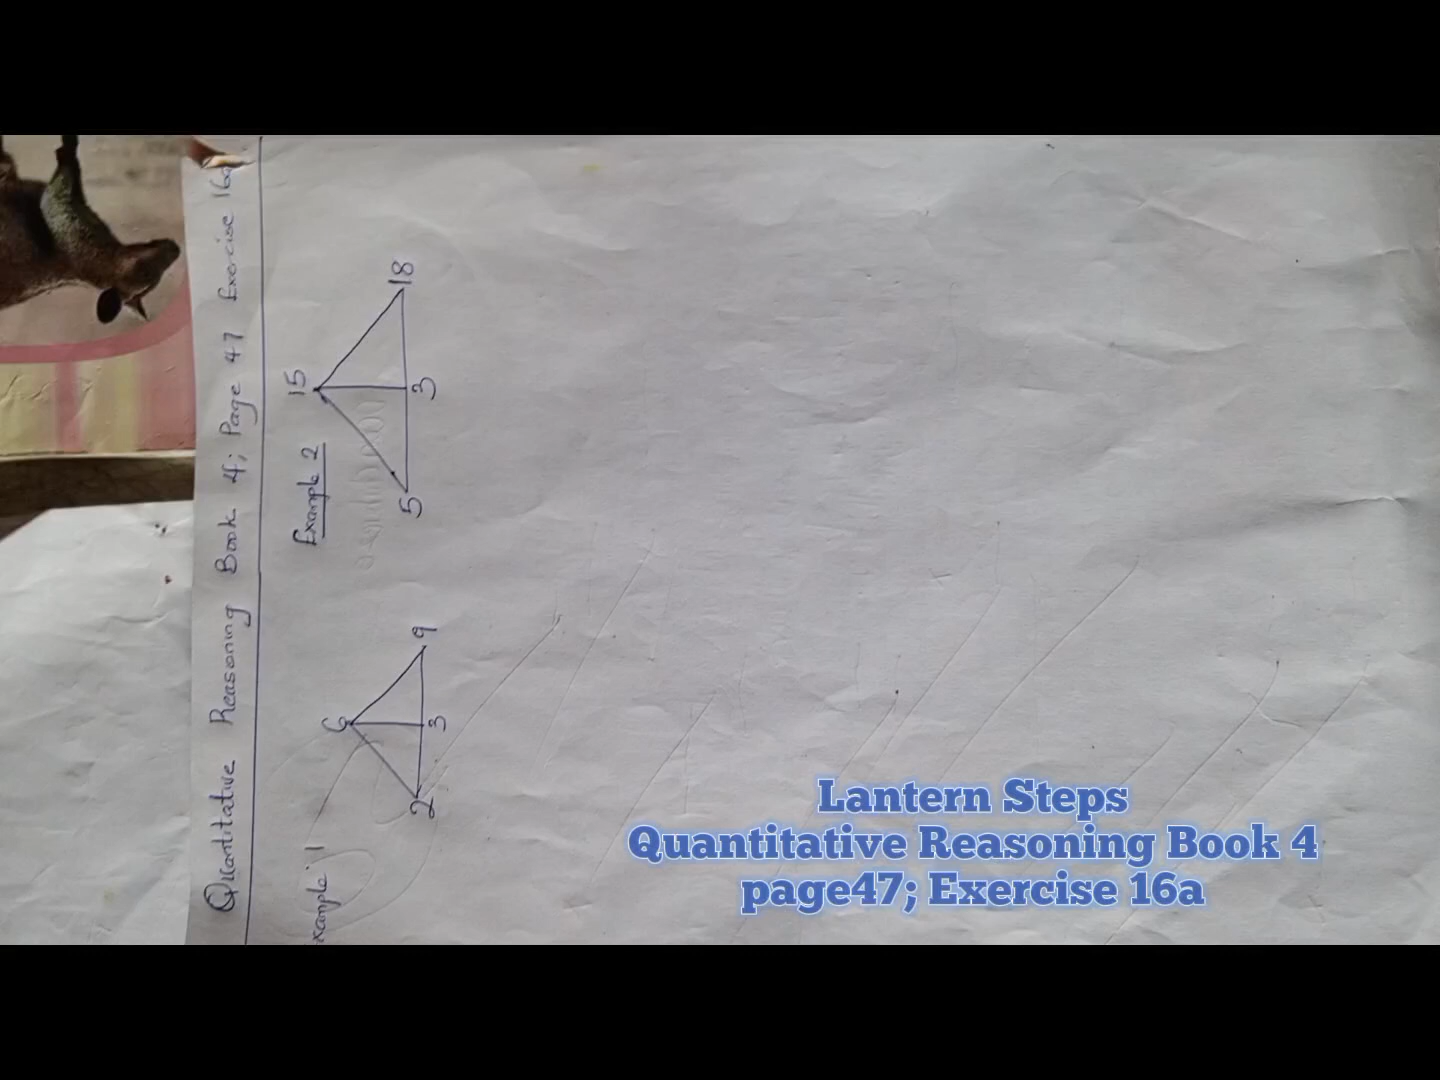 Quantitative Reasoning Book 4; Page 47 Exercise 16a
Example 1
6
2
3
9
Example 2
15
5
3
18
Lantern Steps
Quantitative Reasoning Book 4
page47; Exercise 16a